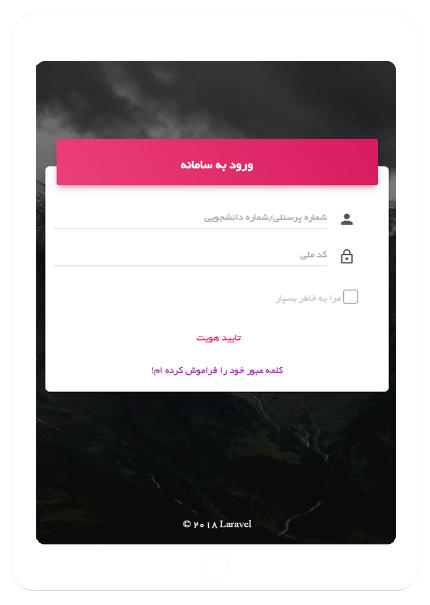 ورود به سامانه
شماره پرسنلی/شماره دانشجویی
کد ملی
مرا به خاطر بسپار
تایید هویت
کلمه عبور خود را فراموش کرده ام!
© ۲۰۱۸ Laravel